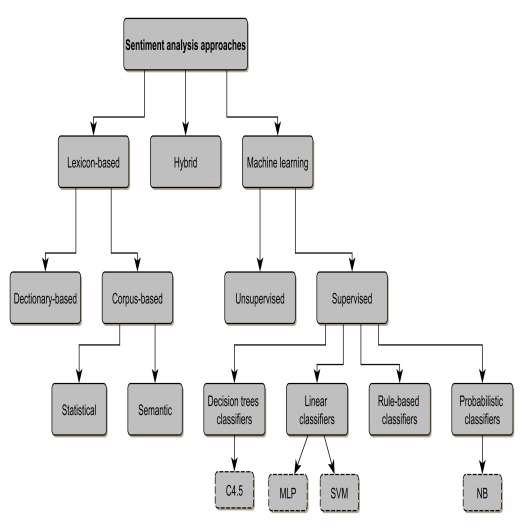 Sentiment analysis approaches
Lexicon-based
Hybrid
Machine learning
Dectionary-based
Corpus-based
Unsupervised
Supervised
Statistical
Semantic
Decision trees
classifiers
Linear
classifiers
Rule-based
classifiers
Probabilistic
classifiers
C4.5
MLP
SVM
NB